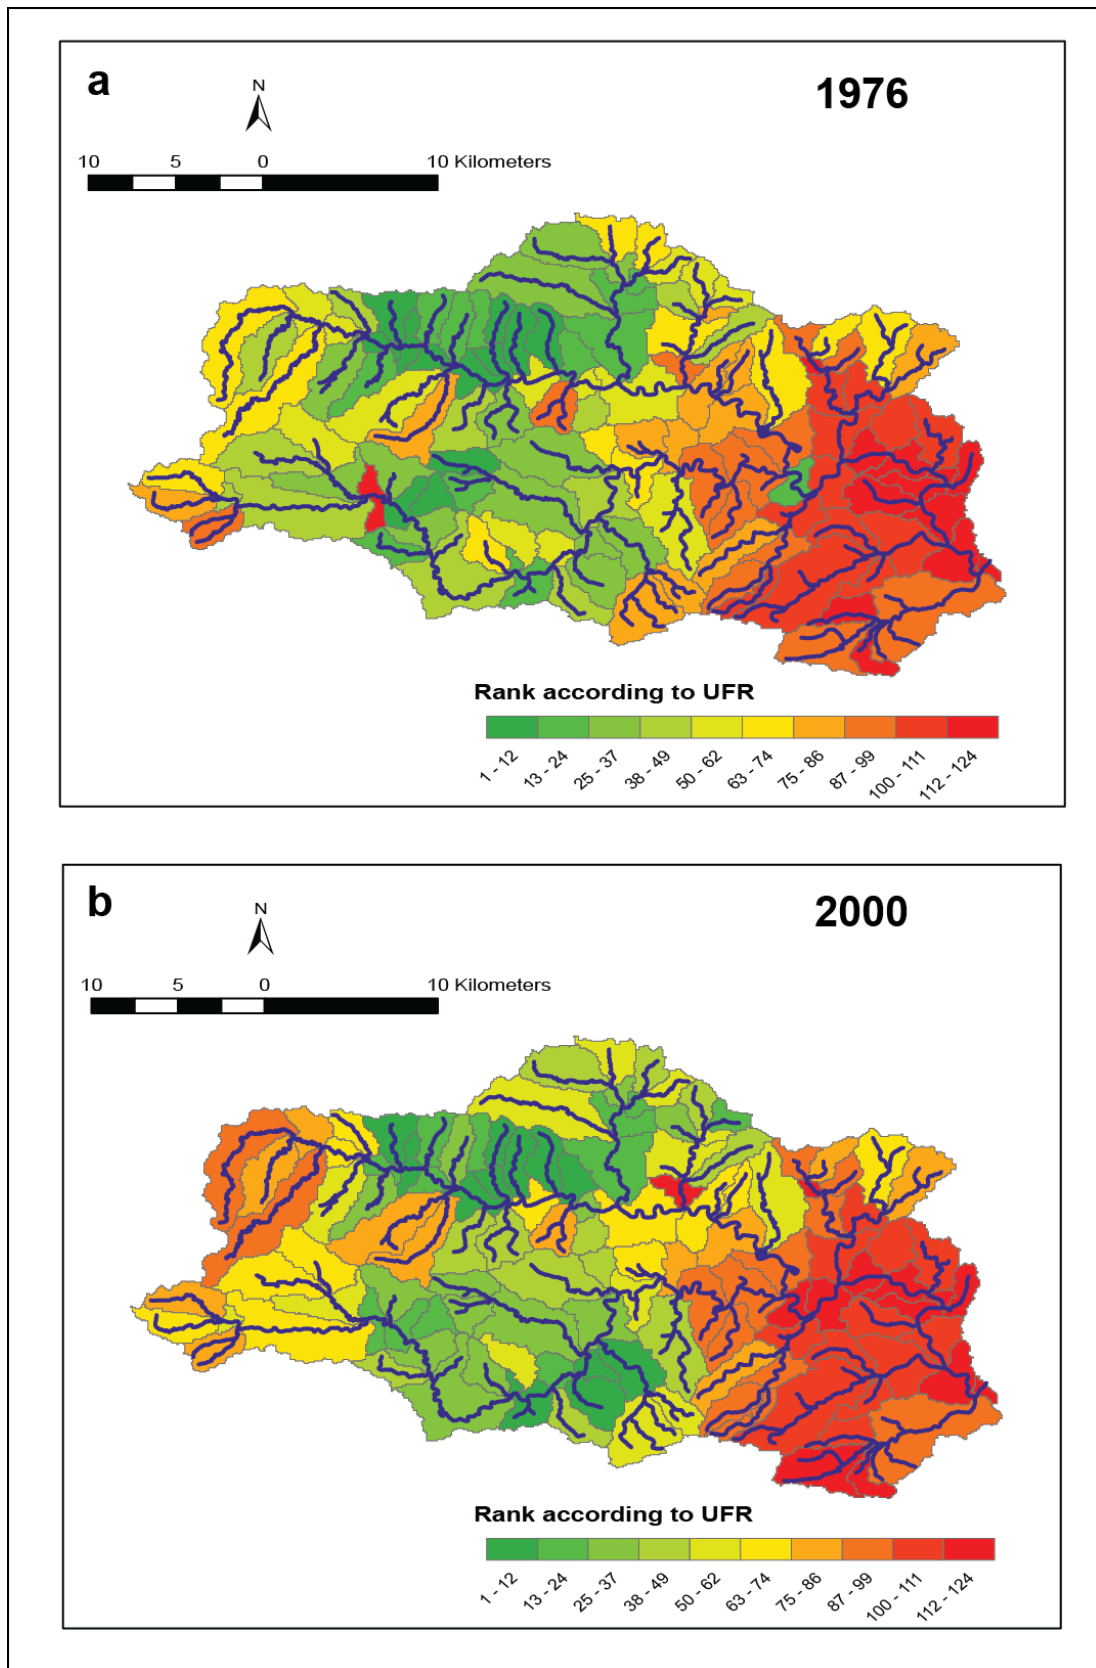 a
1976
N
10 5 0 10 Kilometers
Rank according to UFR
1 - 12
13 - 24
25 - 37
38 - 49
50 - 62
63 - 74
75 - 86
87 - 99
100 - 111
112 - 124
b
2000
N
10 5 0 10 Kilometers
Rank according to UFR
1 - 12
13 - 24
25 - 37
38 - 49
50 - 62
63 - 74
75 - 86
87 - 99
100 - 111
112 - 124